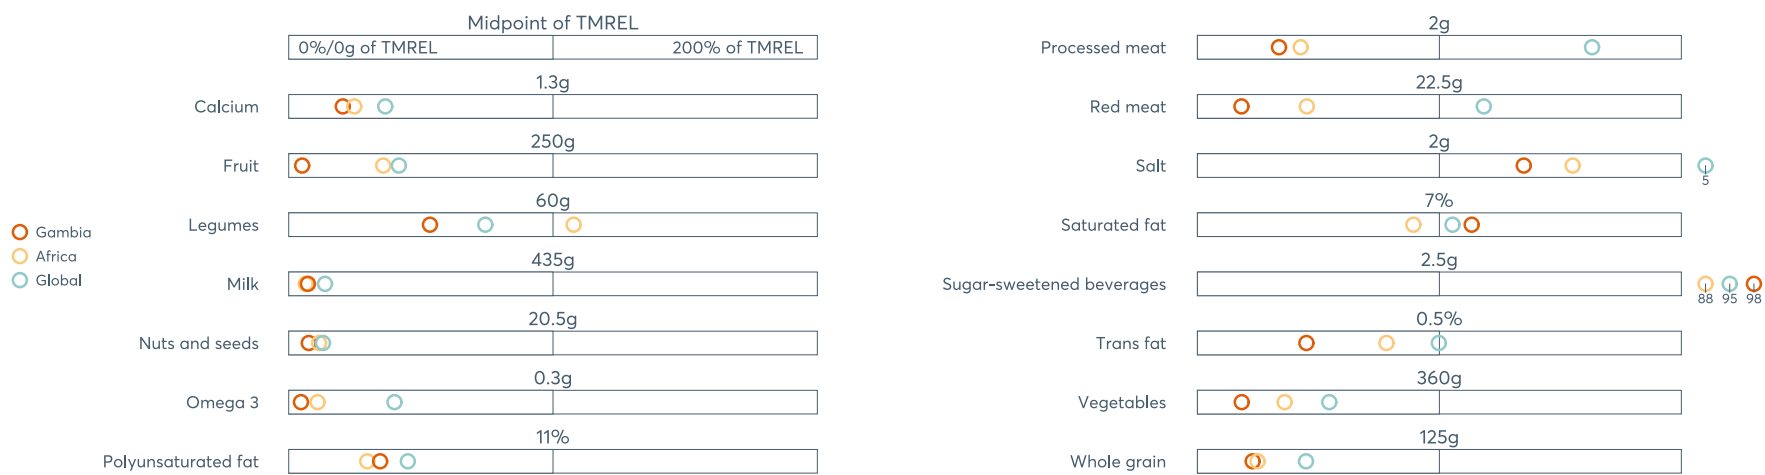 Midpoint of TMREL
0%/0g of TMREL 200% of TMREL
1.3g
Calcium
250g
Fruit
60g
Legumes
435g
Milk
20.5g
Nuts and seeds
0.3g
Omega 3
11%
Polyunsaturated fat
Gambia
Africa
Global
2g
Processed meat
22.5g
Red meat
2g
Salt
5
7%
Saturated fat
2.5g
Sugar-sweetened beverages
88 95 98
0.5%
Trans fat
360g
Vegetables
125g
Whole grain